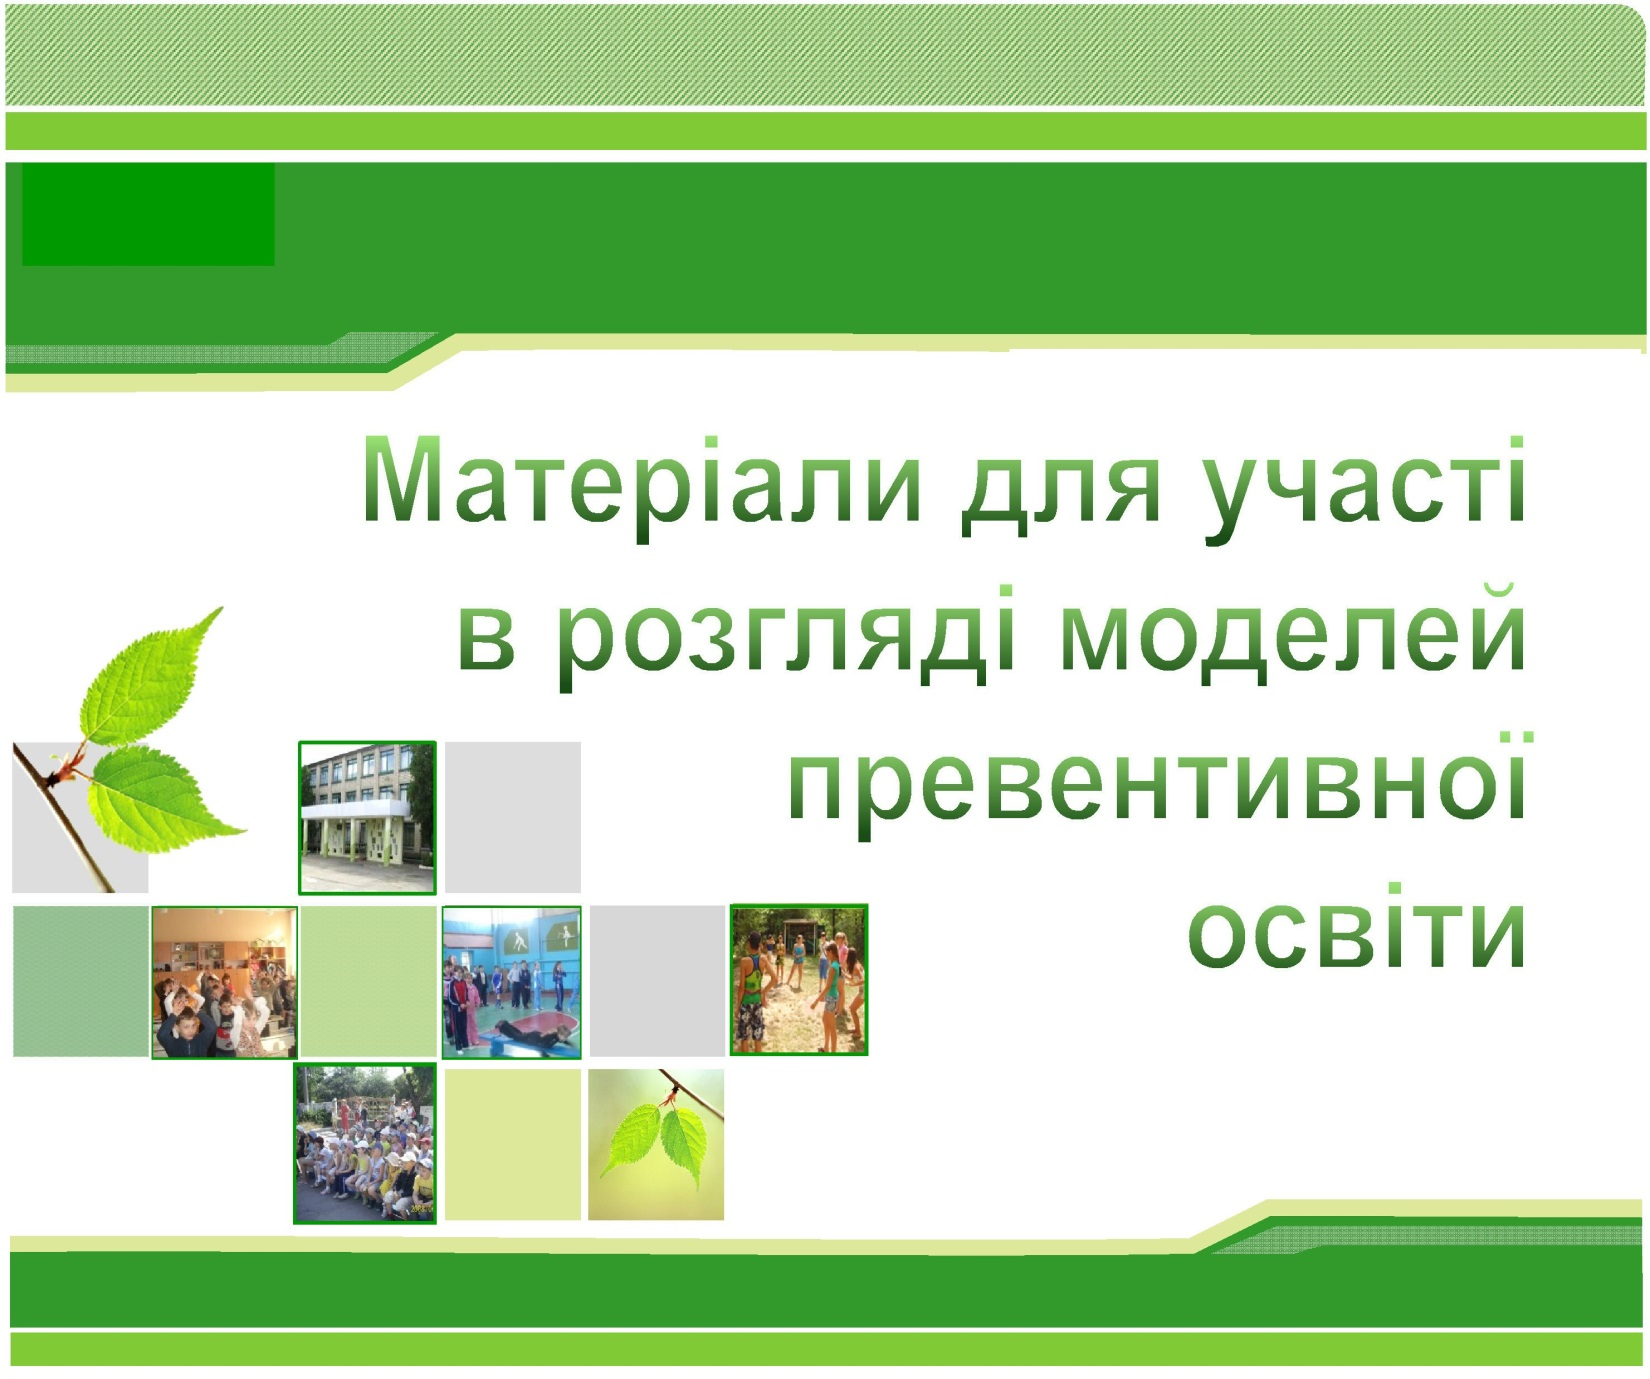 Матеріали для участі
в розгляді моделей
превентивної
освіти